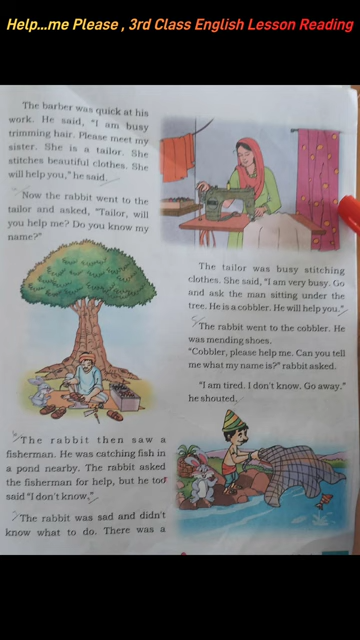 Help...me Please , 3rd Class English Lesson Reading
The barber was quick at his
work. He said, "I am busy
trimming hair. Please meet my
sister. She is a tailor. She
stitches beautiful clothes. She
will help you," he said.
Now the rabbit went to the
tailor and asked, "Tailor, will
you help me? Do you know my
name?"
The tailor was busy stitching
clothes. She said, "I am very busy. Go
and ask the man sitting under the
tree. He is a cobbler. He will help you."
The rabbit went to the cobbler. He
was mending shoes.
"Cobbler, please help me. Can you tell
me what my name is?" rabbit asked.
"I am tired. I don't know. Go away."
he shouted.
The rabbit then saw a
fisherman. He was catching fish in
a pond nearby. The rabbit asked
the fisherman for help, but he too
said "I don't know."
The rabbit was sad and didn't
know what to do. There was a